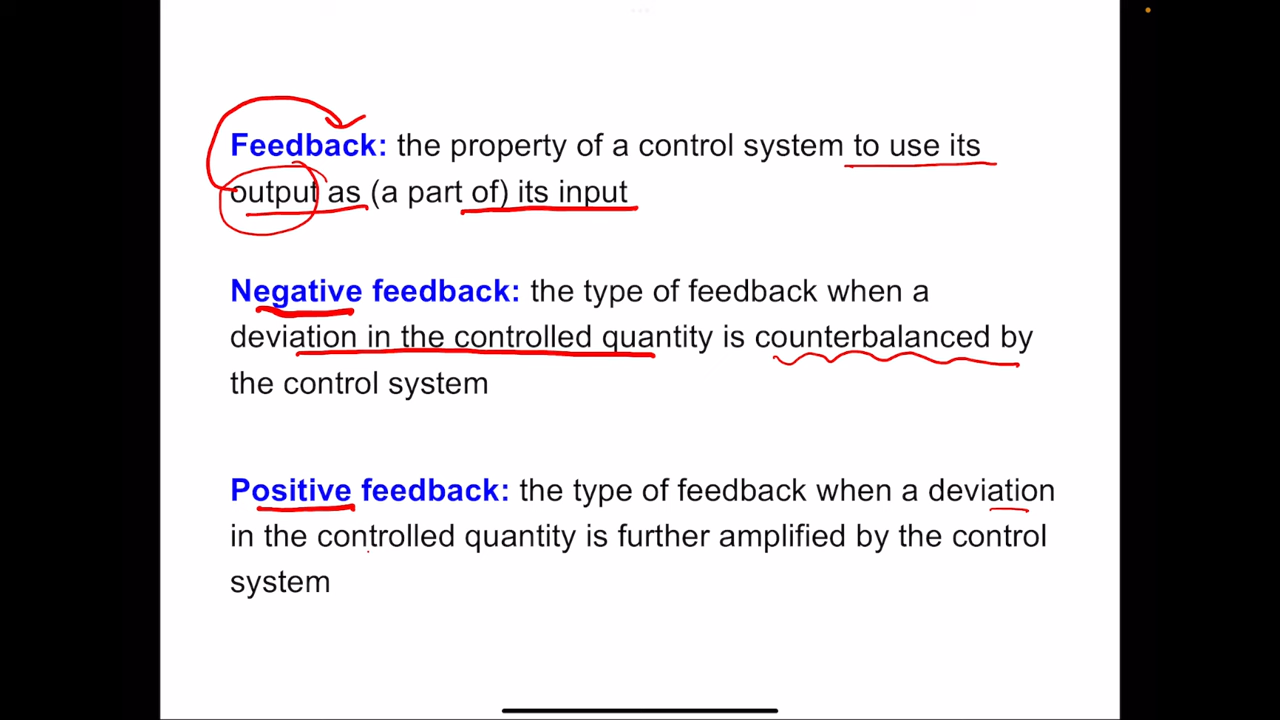 Feedback: the property of a control system to use its
output as (a part of) its input
Negative feedback: the type of feedback when a
deviation in the controlled quantity is counterbalanced by
the control system
Positive feedback: the type of feedback when a deviation
in the controlled quantity is further amplified by the control
system